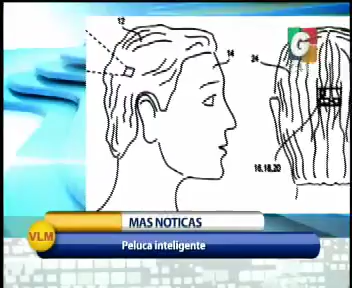 12
14
24
G
16,18,20
MAS NOTICAS
VLM
Peluca inteligente